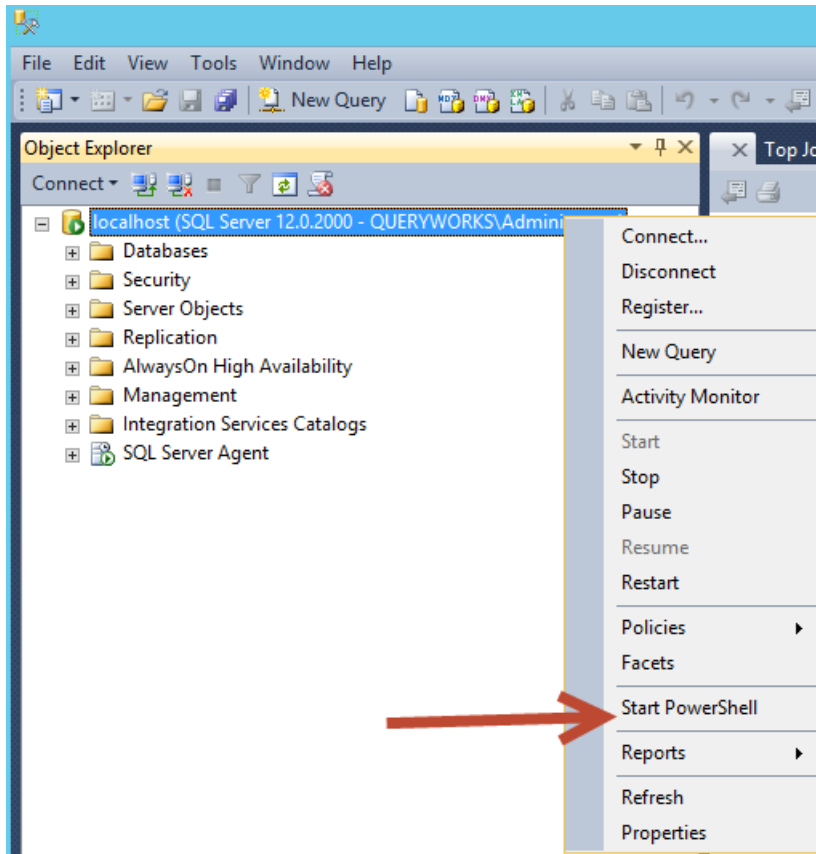 File Edit View Tools Window Help
New Query
Object Explorer
Top Jo
Connect
localhost (SQL Server 12.0.2000 - QUERYWORKS\Admini
Databases
Security
Server Objects
Replication
AlwaysOn High Availability
Management
Integration Services Catalogs
SQL Server Agent
Connect...
Disconnect
Register...
New Query
Activity Monitor
Start
Stop
Pause
Resume
Restart
Policies
Facets
Start PowerShell
Reports
Refresh
Properties